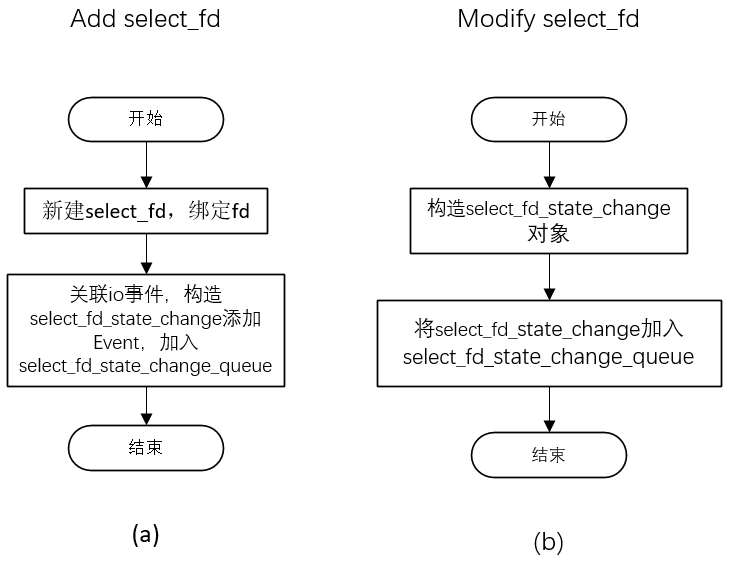 Add select_fd
开始
新建select_fd，绑定fd
关联io事件，构造
select_fd_state_change添加
Event，加入
select_fd_state_change_queue
结束
(a)
Modify select_fd
开始
构造select_fd_state_change
对象
将select_fd_state_change加入
select_fd_state_change_queue
结束
(b)